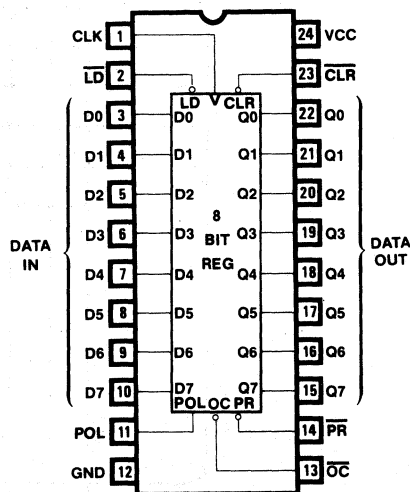 CLK 1 24 VCC
LD 2 23 CLR
LD CLR
D0 3 D0 Q0 22 Q0
D1 4 D1 Q1 21 Q1
D2 5 D2 Q2 20 Q2
8
DATA IN D3 6 D3 BIT Q3 19 Q3 DATA OUT
REG
D4 7 D4 Q4 18 Q4
D5 8 D5 Q5 17 Q5
D6 9 D6 Q6 16 Q6
D7 10 D7 Q7 15 Q7
POL OC PR
POL 11 14 PR
GND 12 13 OC